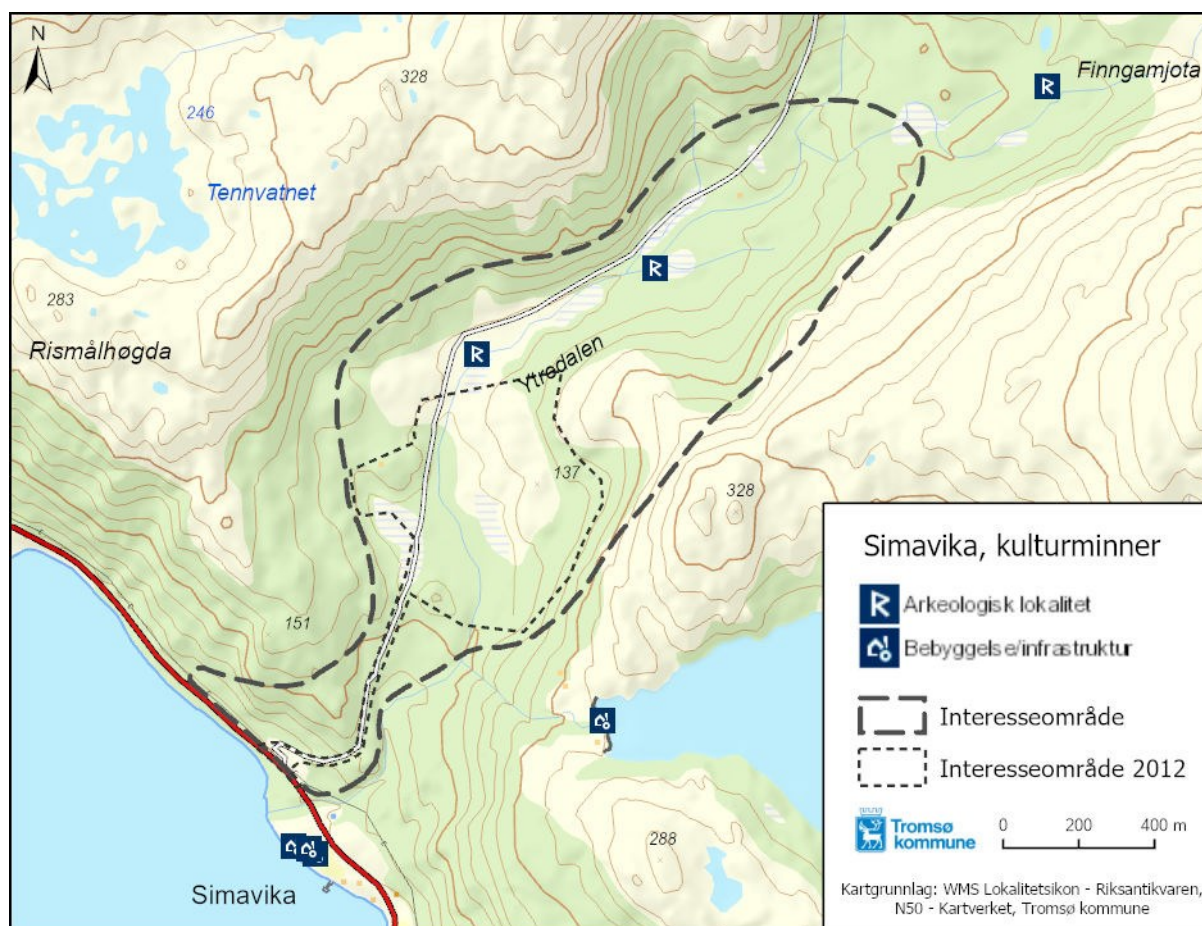 N
328
Finngamjota
246
Tennvatnet
283
Rismålhøgda
Ytredalen
137
328
151
288
Simavika
Simavika, kulturminner
Arkeologisk lokalitet
Bebyggelse/infrastruktur
Interesseområde
Interesseområde 2012
Tromsø
kommune
0 200 400 m
Kartgrunnlag: WMS Lokalitetsikon - Riksantikvaren,
N50 - Kartverket, Tromsø kommune